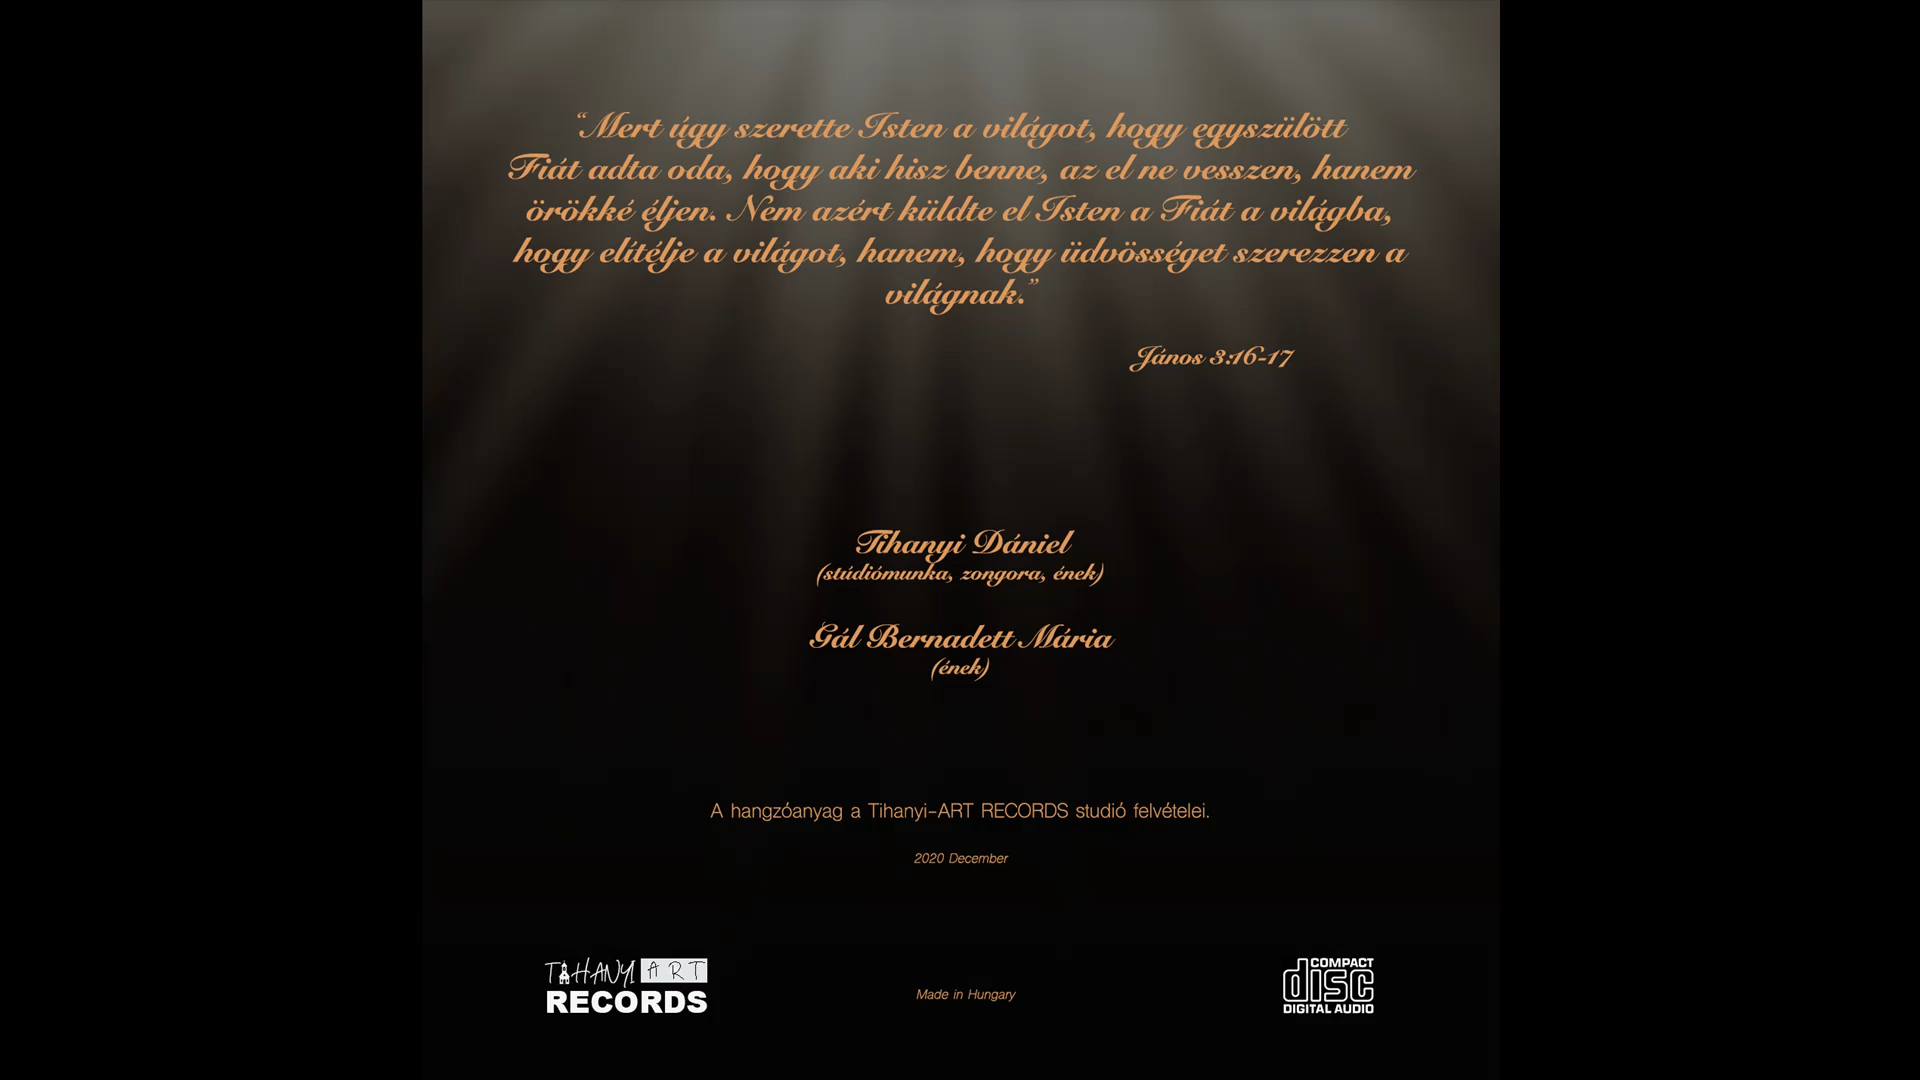 “Mert úgy szerette Isten a világot, hogy egyszülött
Fiát adta oda, hogy aki hisz benne, az el ne vesszen, hanem
örökké éljen. Nem azért küldte el Isten a Fiát a világba,
hogy elítélje a világot, hanem, hogy üdvösséget szerezzen a
világnak.”
János 3:16-17
Tihanyi Dániel
(stúdiómunka, zongora, ének)
Gál Bernadett Mária
(ének)
A hangzóanyag a Tihanyi-ART RECORDS studió felvételei.
2020 December
TIHANYI ART
RECORDS
Made in Hungary
COMPACT
disc
DIGITAL AUDIO